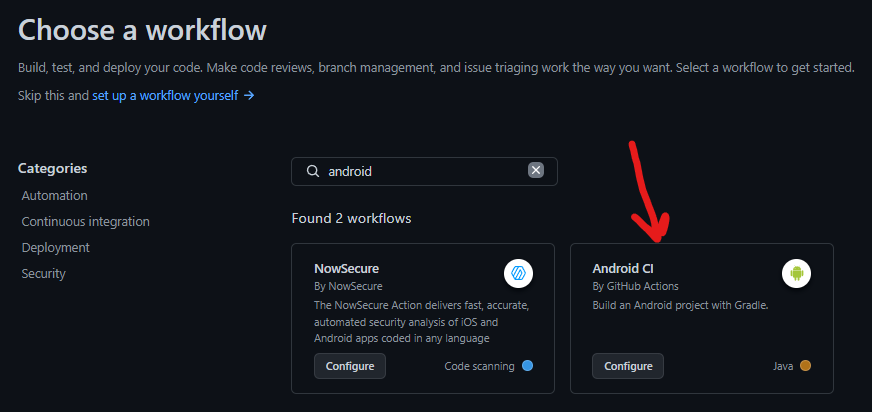 Choose a workflow
Build, test, and deploy your code. Make code reviews, branch management, and issue triaging work the way you want. Select a workflow to get started.
Skip this and set up a workflow yourself →
Categories
Automation
Continuous integration
Deployment
Security
android
Found 2 workflows
NowSecure
By NowSecure
The NowSecure Action delivers fast, accurate,
automated security analysis of iOS and
Android apps coded in any language
Configure
Code scanning
Android CI
By GitHub Actions
Build an Android project with Gradle.
Configure
Java